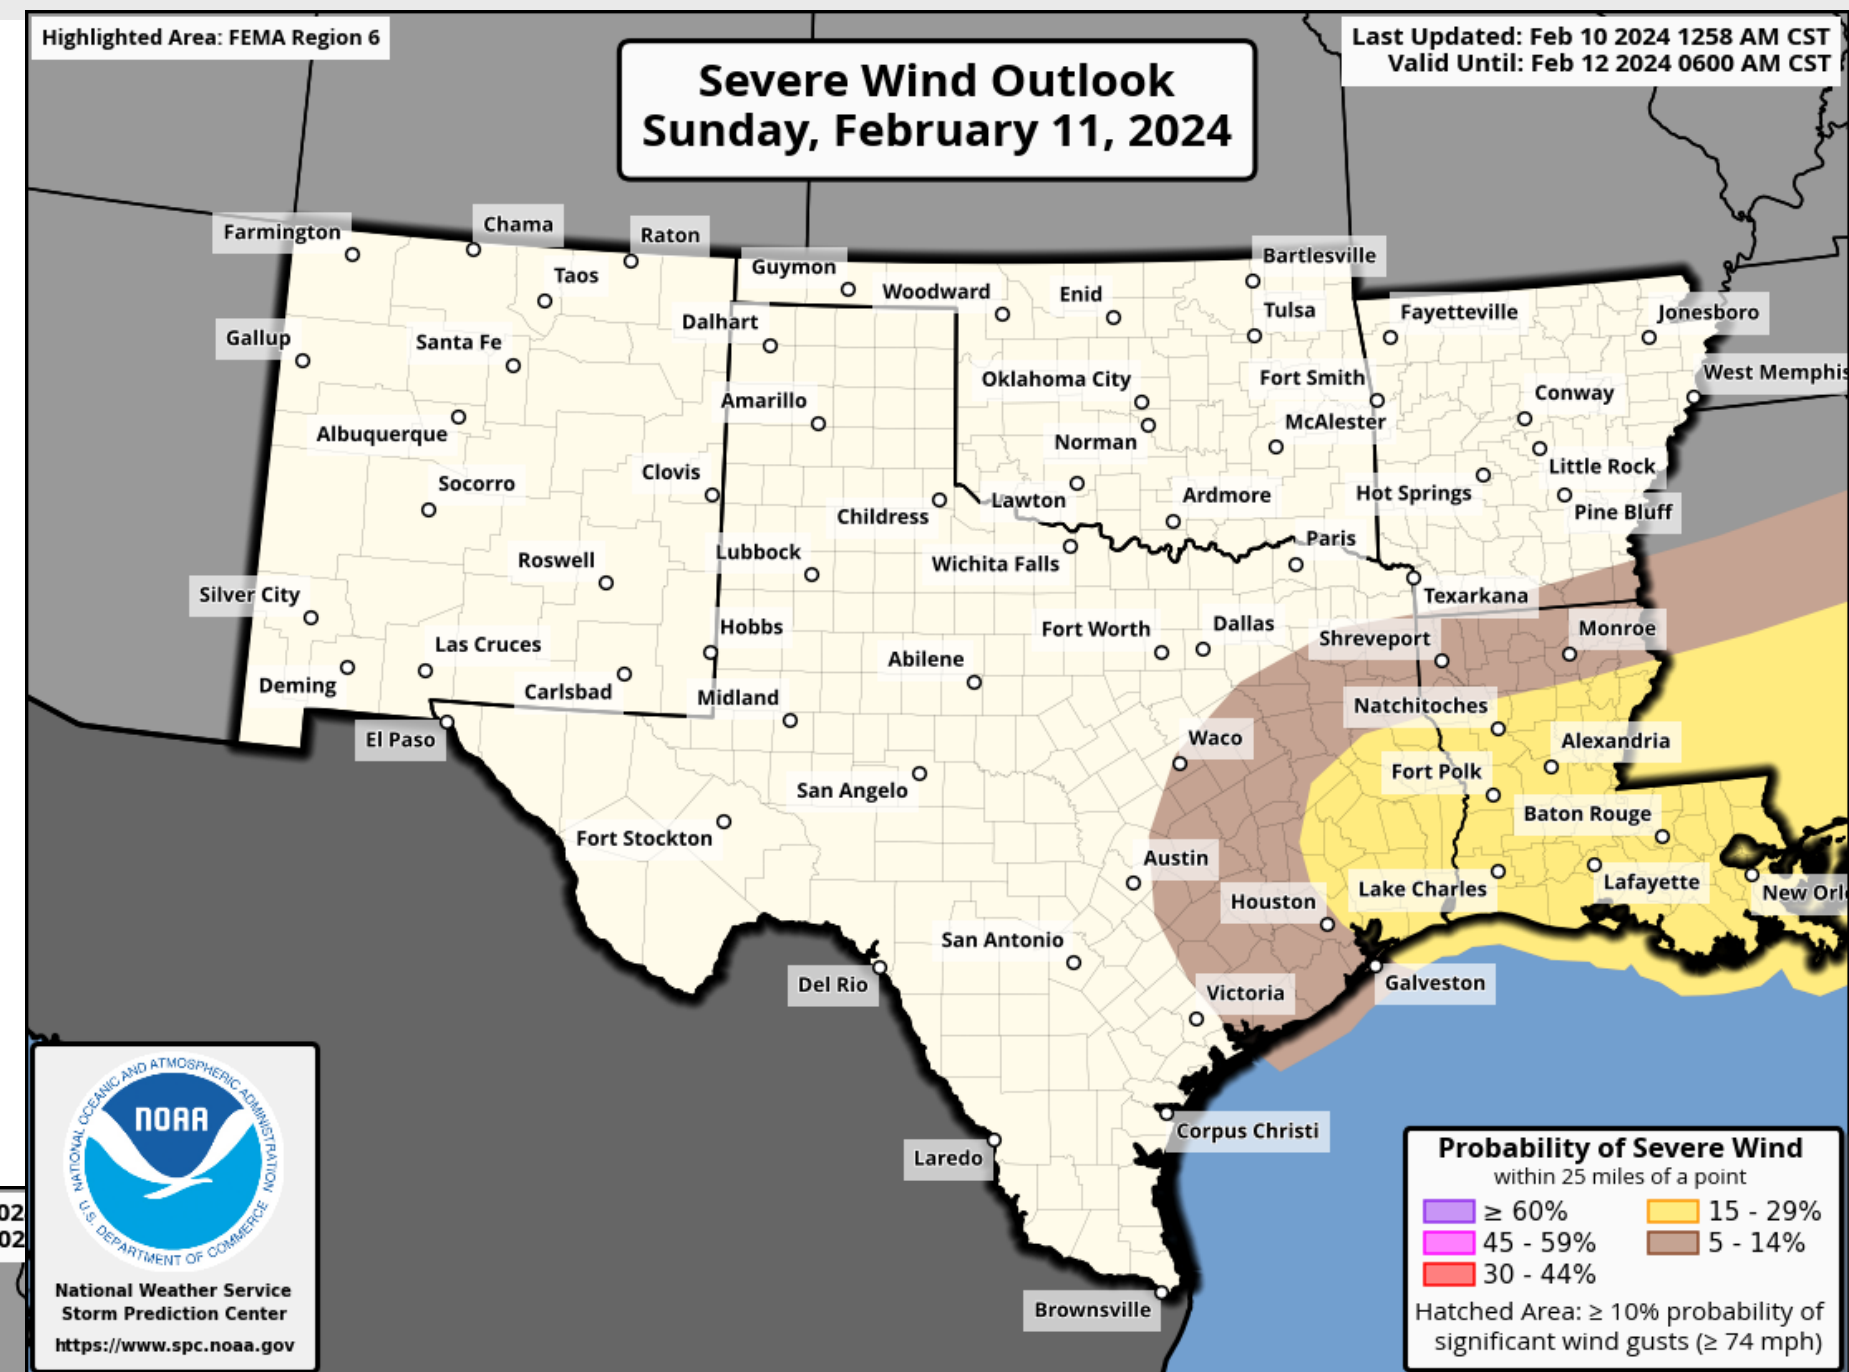 Highlighted Area: FEMA Region 6
Last Updated: Feb 10 2024 1258 AM CST
Valid Until: Feb 12 2024 0600 AM CST
Severe Wind Outlook
Sunday, February 11, 2024
Farmington
Chama
Raton
Taos
Guymon
Woodward
Enid
Bartlesville
Tulsa
Fayetteville
Jonesboro
Gallup
Santa Fe
Dalhart
Oklahoma City
Fort Smith
Conway
West Memphis
Albuquerque
Amarillo
Norman
McAlester
Little Rock
Socorro
Clovis
Childress
Lawton
Ardmore
Hot Springs
Pine Bluff
Roswell
Lubbock
Wichita Falls
Paris
Texarkana
Silver City
Las Cruces
Hobbs
Fort Worth
Dallas
Shreveport
Monroe
Deming
Carlsbad
Midland
Abilene
Natchitoches
El Paso
Waco
Alexandria
San Angelo
Fort Polk
Fort Stockton
Baton Rouge
Austin
Lake Charles
Lafayette
New Orl
Houston
San Antonio
Del Rio
Victoria
Galveston
Laredo
Corpus Christi
Brownsville
02
02
NATIONAL OCEANIC AND ATMOSPHERIC ADMINISTRATION
NOAA
U.S. DEPARTMENT OF COMMERCE
National Weather Service
Storm Prediction Center
https://www.spc.noaa.gov
Probability of Severe Wind
within 25 miles of a point
≥ 60% 15 - 29%
45 - 59% 5 - 14%
30 - 44%
Hatched Area: ≥ 10% probability of
significant wind gusts (≥ 74 mph)